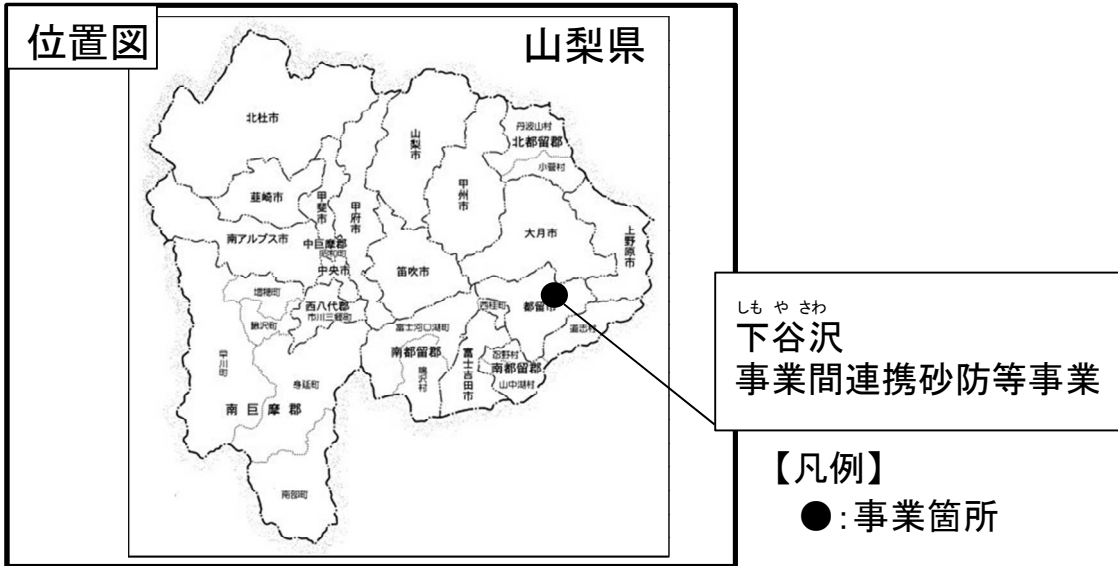 位置図
山梨県
北杜市
丹波山村
北都留郡
小菅村
山梨市
甲州市
韮崎市
甲斐市
甲府市
大月市
上野原市
南アルプス市
中巨摩郡
昭和町
中央市
笛吹市
増穂町
西八代郡
市川三郷町
鰍沢町
西桂町
都留市
道志村
富士河口湖町
南都留郡
鳴沢村
富士吉田市
忍野村
南都留郡
山中湖村
早川町
身延町
南巨摩郡
南部町
しもやさわ
下谷沢
事業間連携砂防等事業
【凡例】
●:事業箇所